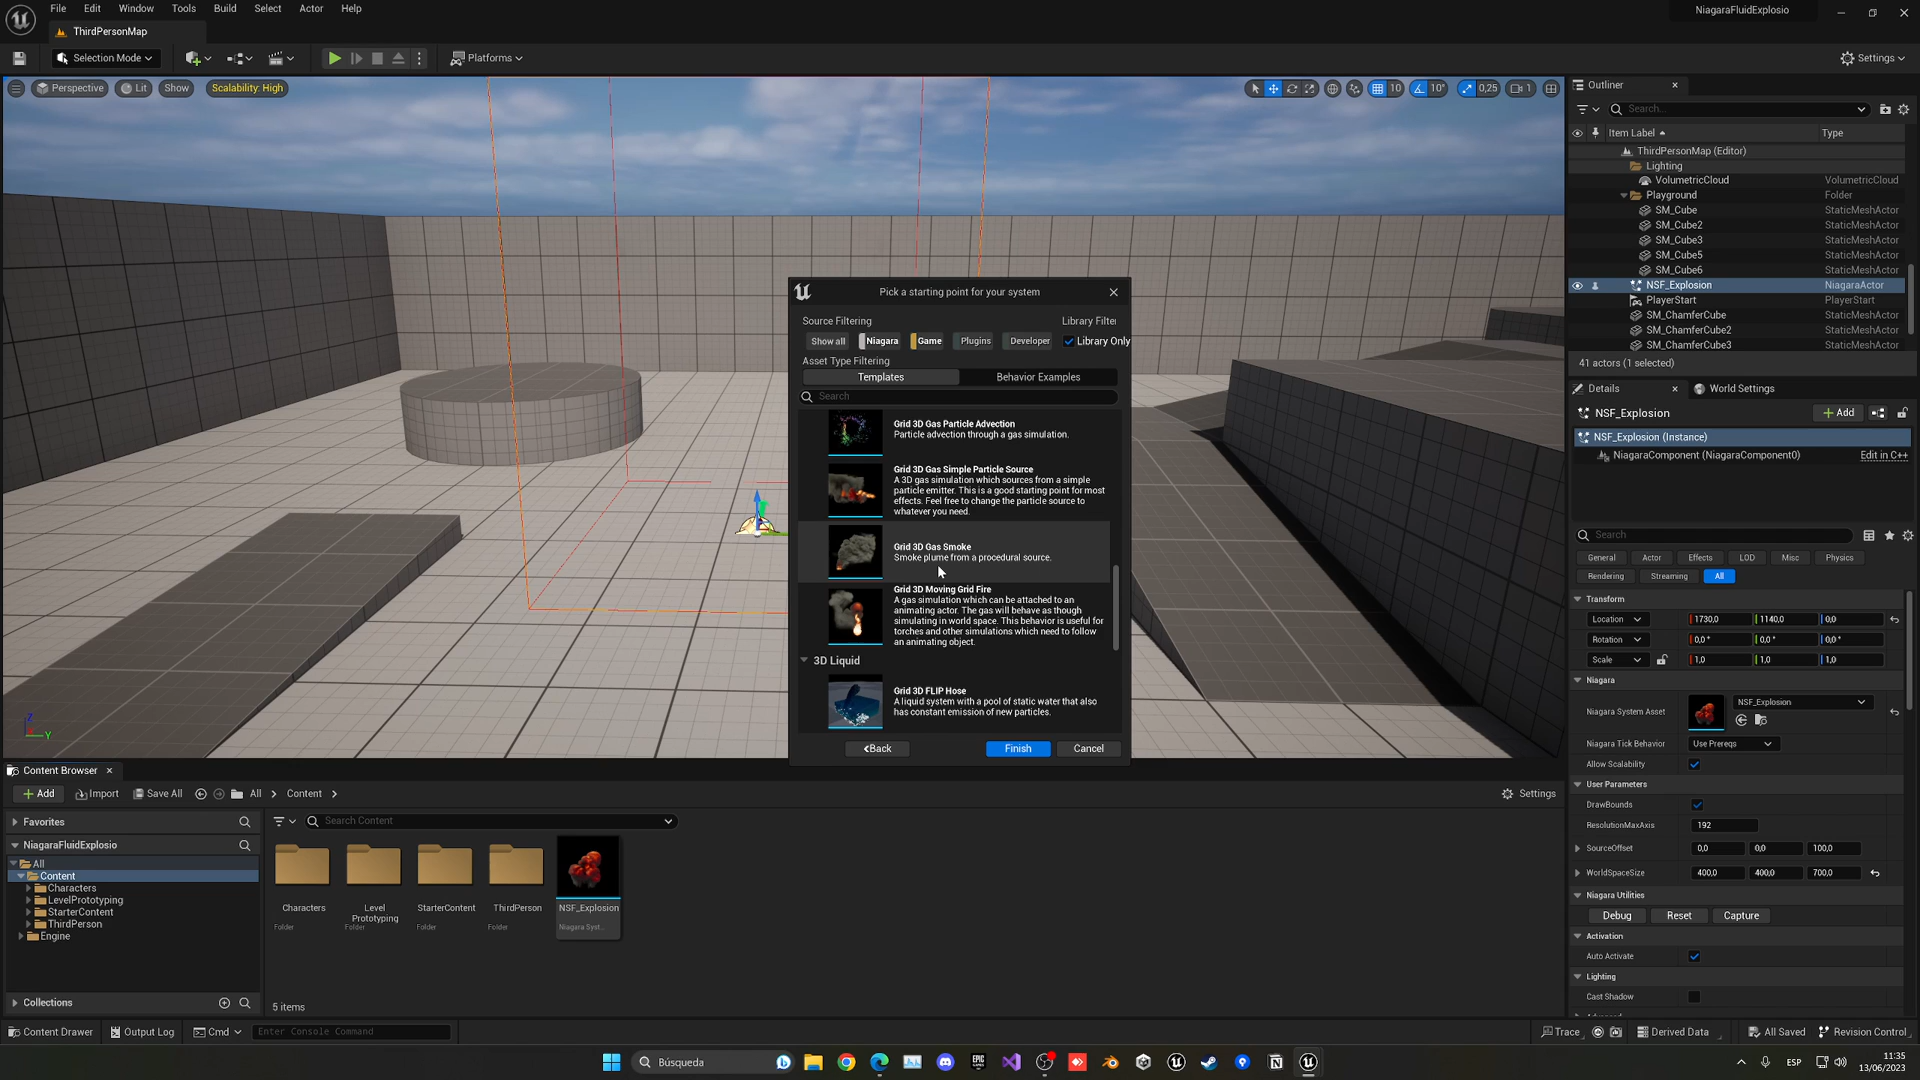 File Edit Window Tools Build Select Actor Help
NiagaraFluidExplosio
ThirdPersonMap
Selection Mode
Platforms
Settings
Perspective Lit Show Scalability: High
10 10° 0,25 1
Outliner
Search...
Item Label Type
ThirdPersonMap (Editor)
Lighting
VolumetricCloud VolumetricCloud
Playground Folder
SM_Cube StaticMeshActor
SM_Cube2 StaticMeshActor
SM_Cube3 StaticMeshActor
SM_Cube5 StaticMeshActor
SM_Cube6 StaticMeshActor
NSF_Explosion NiagaraActor
PlayerStart PlayerStart
SM_ChamferCube StaticMeshActor
SM_ChamferCube2 StaticMeshActor
SM_ChamferCube3 StaticMeshActor
41 actors (1 selected)
Pick a starting point for your system
Source Filtering Library Filter
Show all Niagara Game Plugins Developer Library Only
Asset Type Filtering
Templates Behavior Examples
Search
Grid 3D Gas Particle Advection
Particle advection through a gas simulation.
Grid 3D Gas Simple Particle Source
A 3D gas simulation which sources from a simple
particle emitter. This is a good starting point for most
effects. Feel free to change the particle source to
whatever you need.
Grid 3D Gas Smoke
Smoke plume from a procedural source.
Grid 3D Moving Grid Fire
A gas simulation which can be attached to an
animating actor. The gas will behave as though
simulating in world space. This behavior is useful for
torches and other simulations which need to follow
an animating object.
3D Liquid
Grid 3D FLIP Hose
A liquid system with a pool of static water that also
has constant emission of new particles.
Back Finish Cancel
Z
Y
Details World Settings
NSF_Explosion Add
NSF_Explosion (Instance)
NiagaraComponent (NiagaraComponent0) Edit in C++
Search
General Actor Effects LOD Misc Physics
Rendering Streaming All
Transform
Location 1730,0 1140,0 0,0
Rotation 0,0 ° 0,0 ° 0,0 °
Scale 1,0 1,0 1,0
Niagara
Niagara System Asset NSF_Explosion
Niagara Tick Behavior Use Prereqs
Allow Scalability
User Parameters
DrawBounds
ResolutionMaxAxis 192
SourceOffset 0,0 0,0 100,0
WorldSpaceSize 400,0 400,0 700,0
Niagara Utilities
Debug Reset Capture
Activation
Auto Activate
Lighting
Cast Shadow
Content Browser
Add Import Save All All Content Settings
Favorites
Search Content
NiagaraFluidExplosio
All
Content
Characters
LevelPrototyping
StarterContent
ThirdPerson
Engine
Characters
Folder
Level
Prototyping
Folder
StarterContent
Folder
ThirdPerson
Folder
NSF_Explosion
Niagara Syst...
Collections
5 items
Content Drawer Output Log Cmd Enter Console Command
Trace Derived Data All Saved Revision Control
Búsqueda
EPIC
GAMES
ESP
11:35
13/06/2023